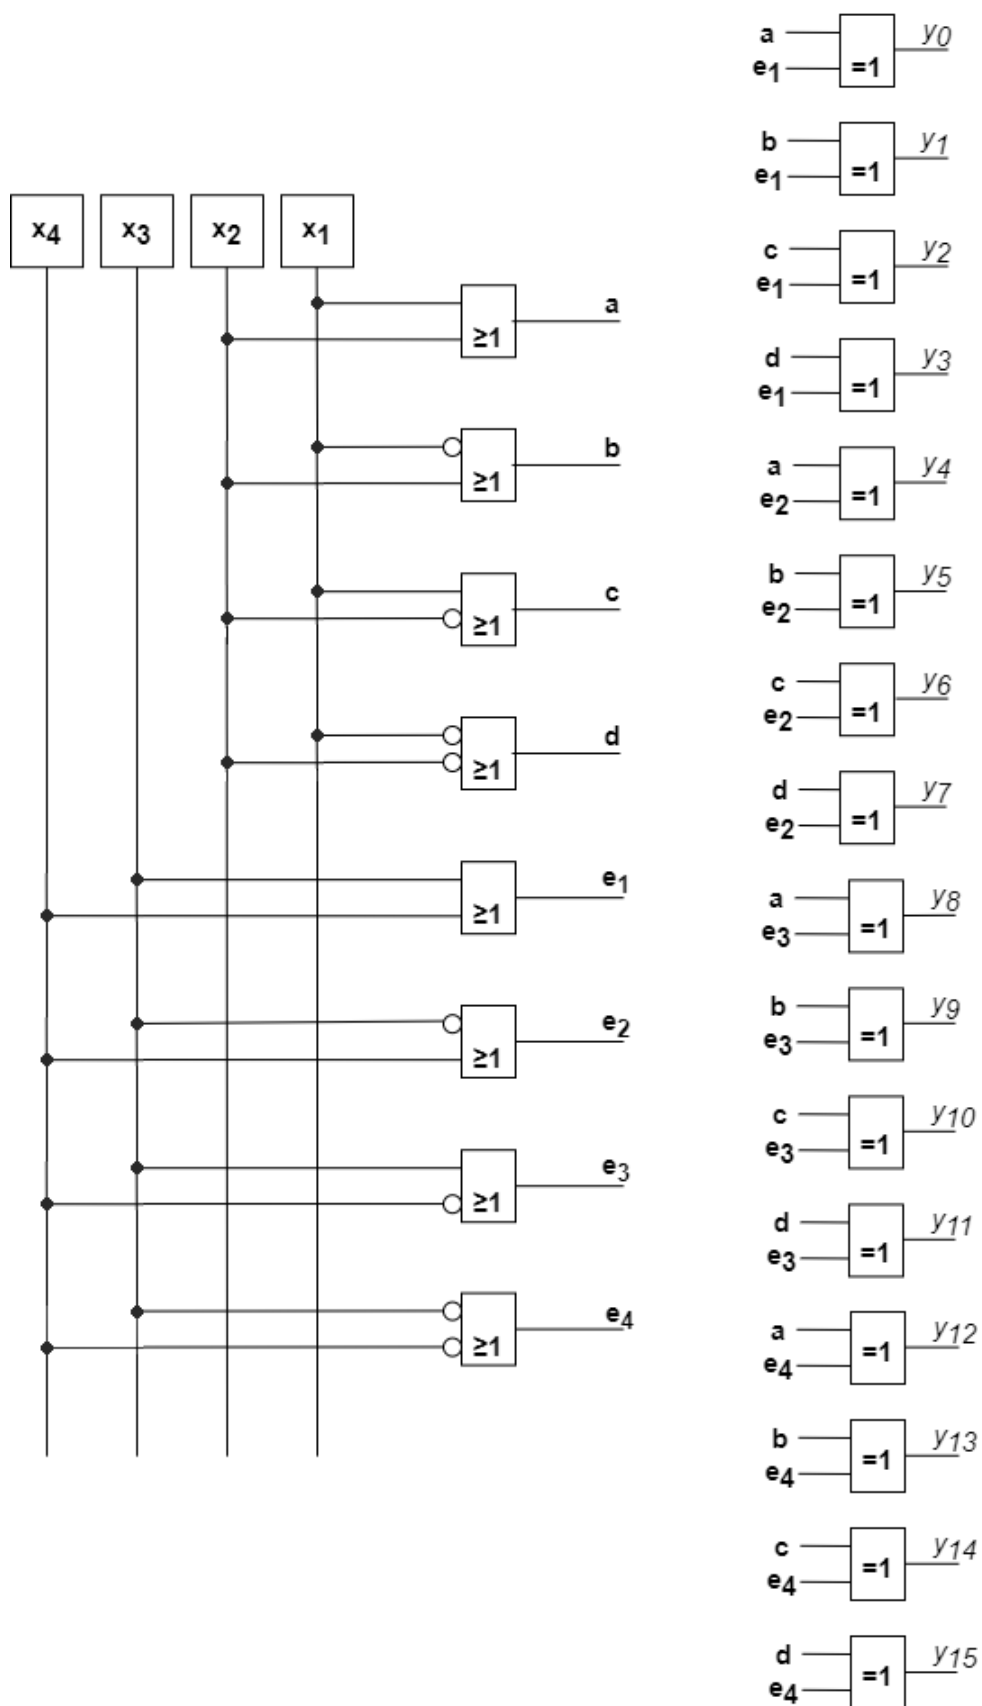 x4 x3 x2 x1
≥1 a
≥1 b
≥1 c
≥1 d
≥1 e1
≥1 e2
≥1 e3
≥1 e4
a
e1 =1 y0
b
e1 =1 y1
c
e1 =1 y2
d
e1 =1 y3
a
e2 =1 y4
b
e2 =1 y5
c
e2 =1 y6
d
e2 =1 y7
a
e3 =1 y8
b
e3 =1 y9
c
e3 =1 y10
d
e3 =1 y11
a
e4 =1 y12
b
e4 =1 y13
c
e4 =1 y14
d
e4 =1 y15